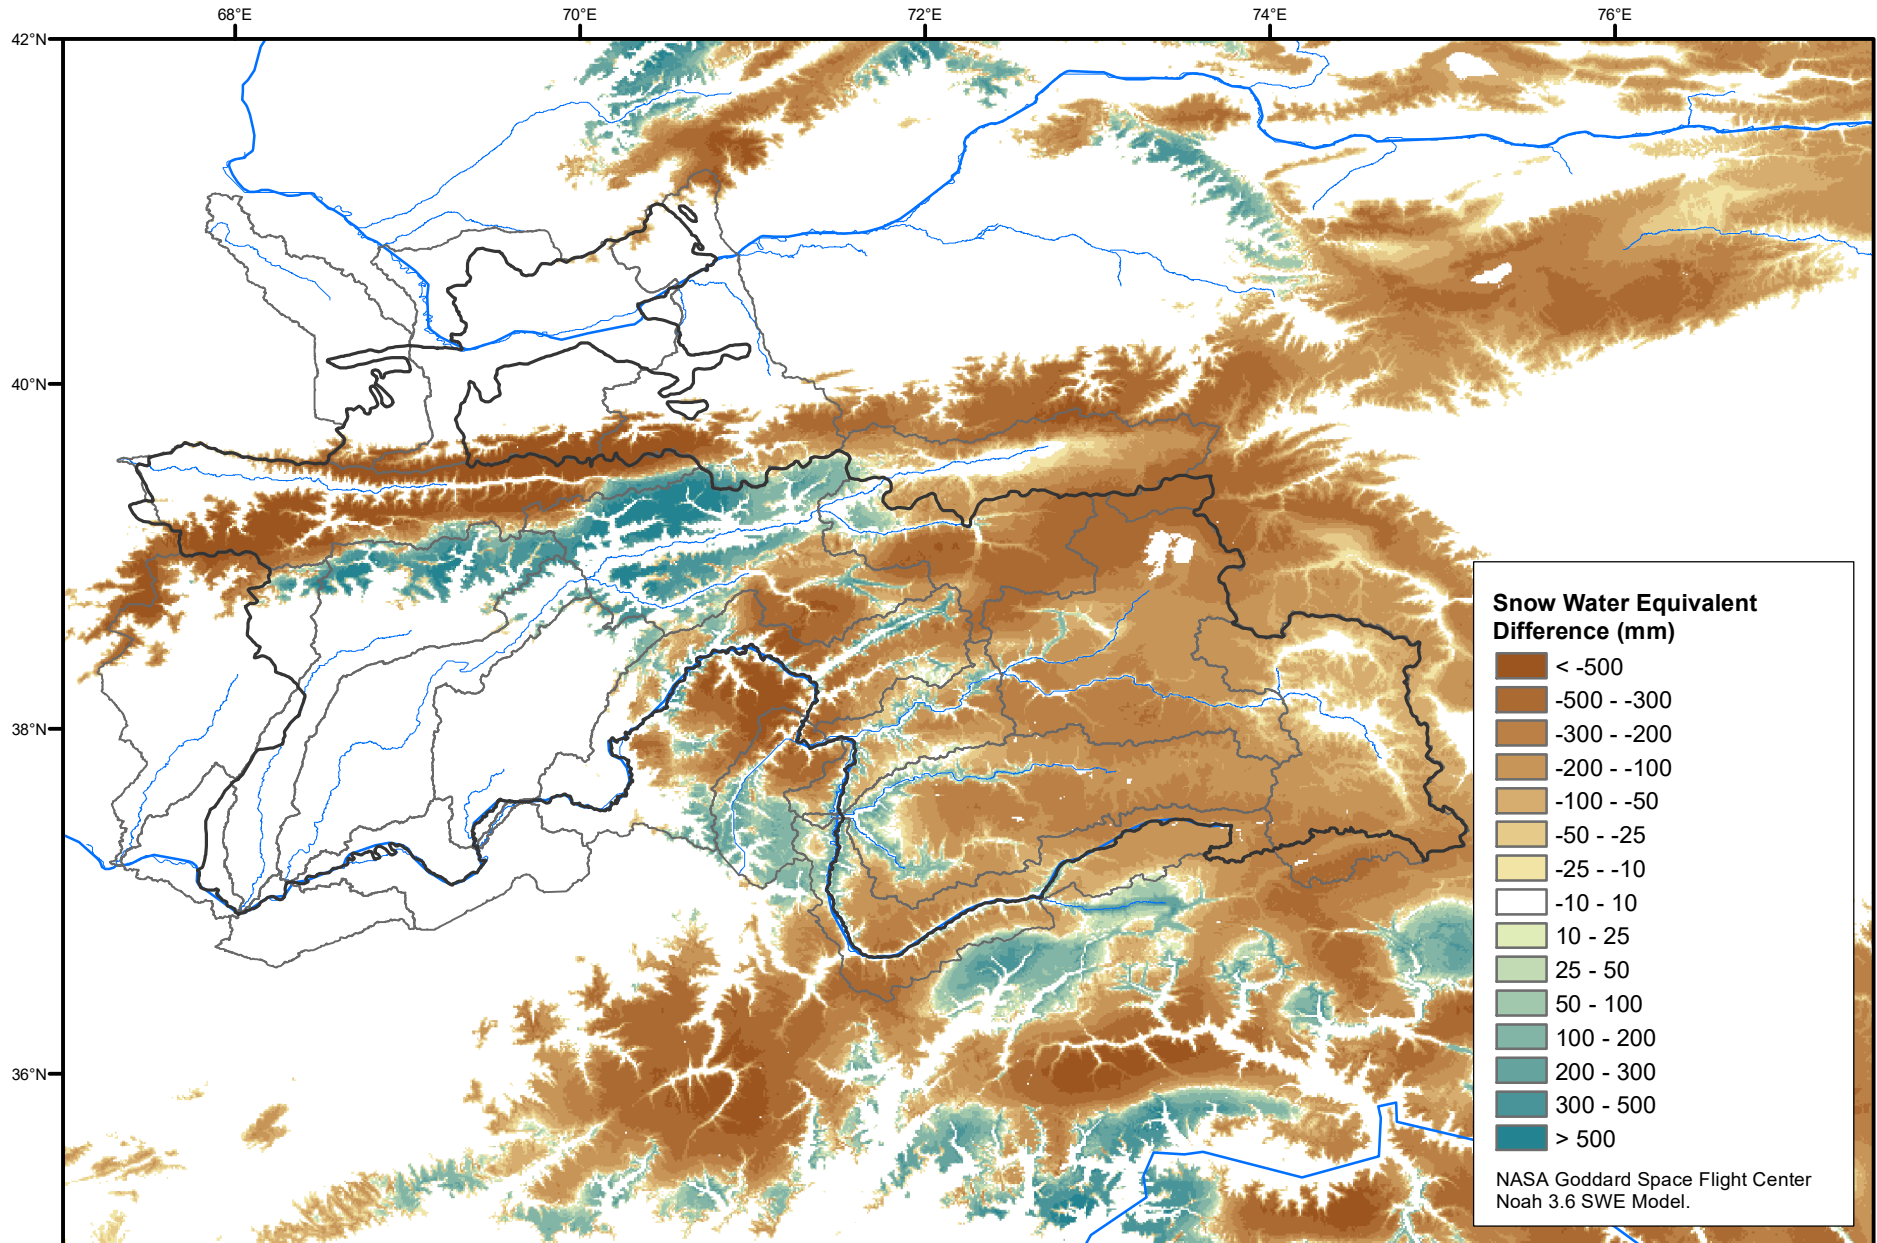 68°E 70°E 72°E 74°E 76°E
42°N
40°N
38°N
36°N
Snow Water Equivalent
Difference (mm)
< -500
-500 - -300
-300 - -200
-200 - -100
-100 - -50
-50 - -25
-25 - -10
-10 - 10
10 - 25
25 - 50
50 - 100
100 - 200
200 - 300
300 - 500
> 500
NASA Goddard Space Flight Center
Noah 3.6 SWE Model.